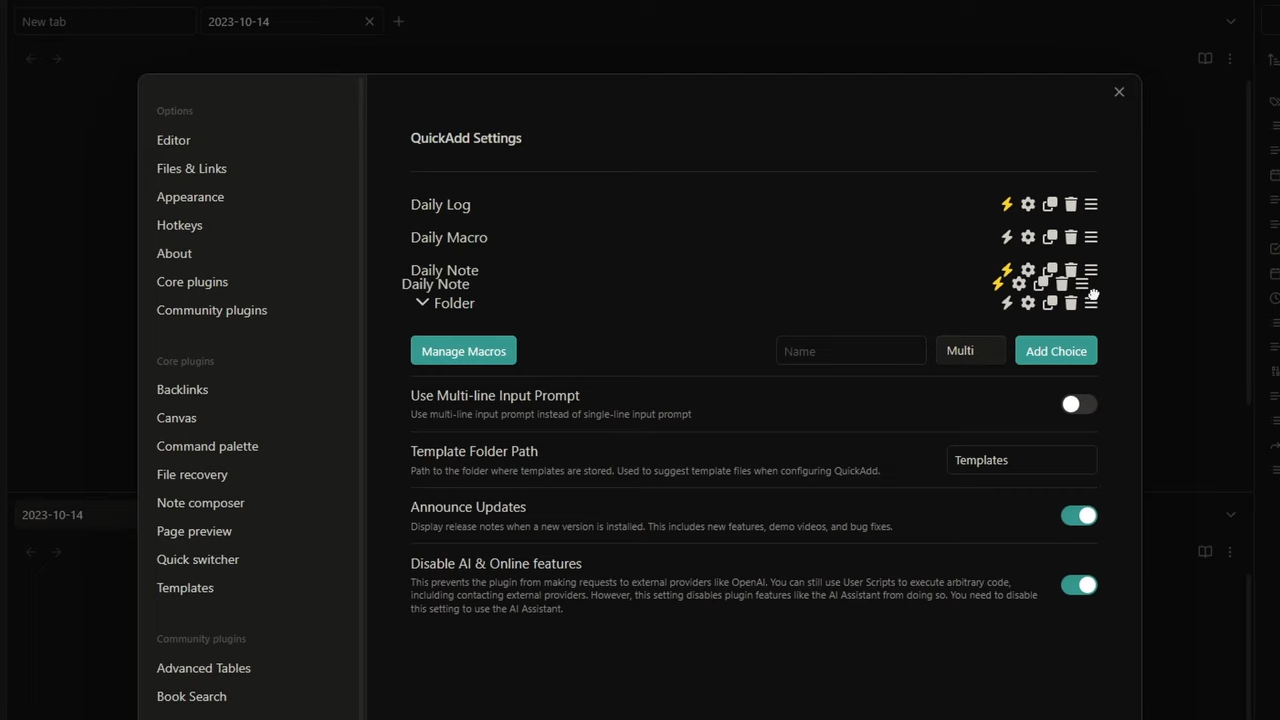 New tab
2023-10-14
Options
Editor
Files & Links
Appearance
Hotkeys
About
Core plugins
Community plugins
Core plugins
Backlinks
Canvas
Command palette
File recovery
Note composer
Page preview
Quick switcher
Templates
Community plugins
Advanced Tables
Book Search
QuickAdd Settings
Daily Log
Daily Macro
Daily Note
Daily Note
Folder
Manage Macros
Name
Multi
Add Choice
Use Multi-line Input Prompt
Use multi-line input prompt instead of single-line input prompt
Template Folder Path
Path to the folder where templates are stored. Used to suggest template files when configuring QuickAdd.
Templates
Announce Updates
Display release notes when a new version is installed. This includes new features, demo videos, and bug fixes.
Disable AI & Online features
This prevents the plugin from making requests to external providers like OpenAI. You can still use User Scripts to execute arbitrary code,
including contacting external providers. However, this setting disables plugin features like the AI Assistant from doing so. You need to disable
this setting to use the AI Assistant.
2023-10-14